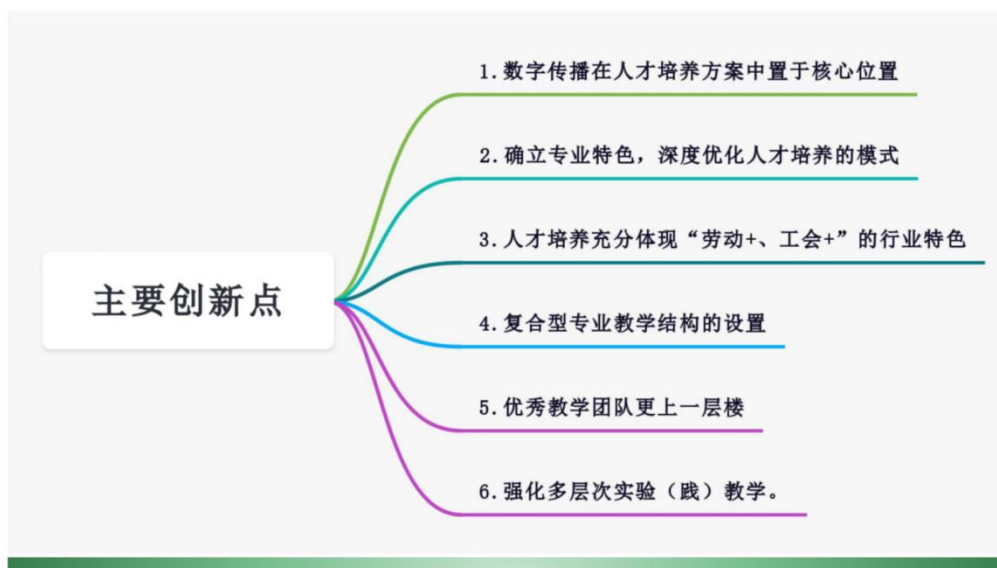 主要创新点
1.数字传播在人才培养方案中置于核心位置
2.确立专业特色，深度优化人才培养的模式
3.人才培养充分体现“劳动+、工会+”的行业特色
4.复合型专业教学结构的设置
5.优秀教学团队更上一层楼
6.强化多层次实验（践）教学。